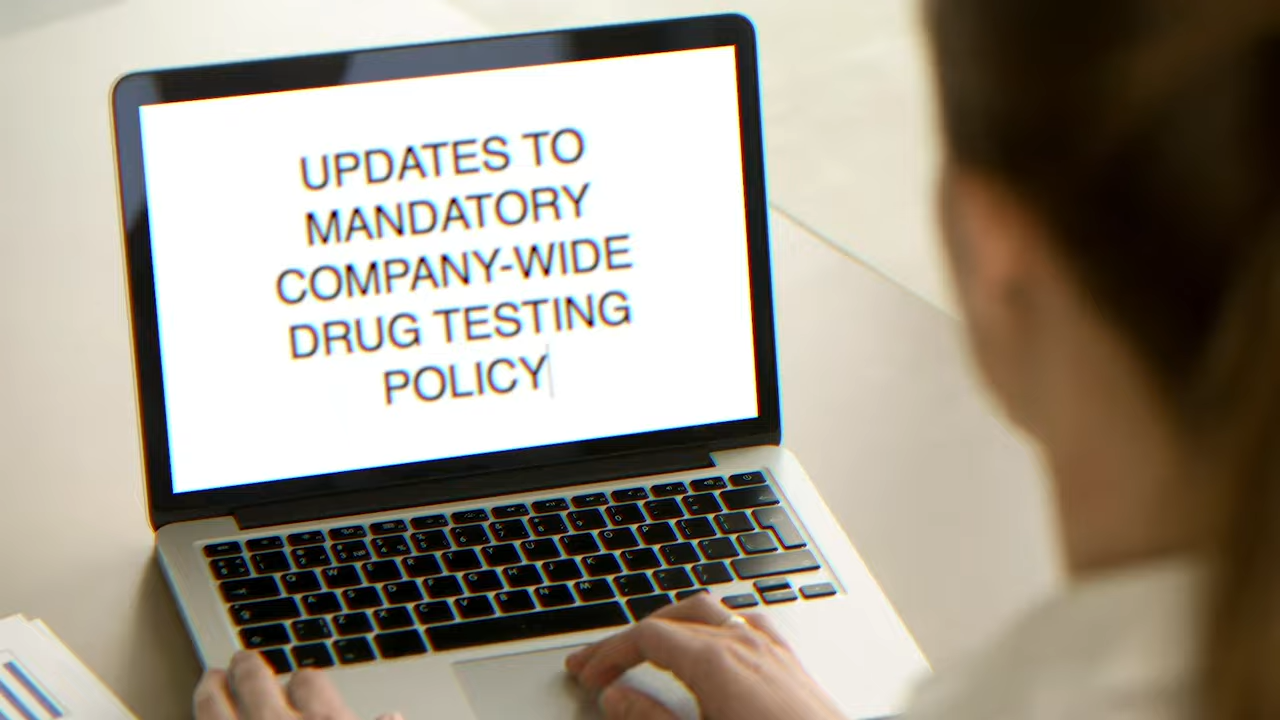 UPDATES TO
MANDATORY
COMPANY-WIDE
DRUG TESTING
POLICY